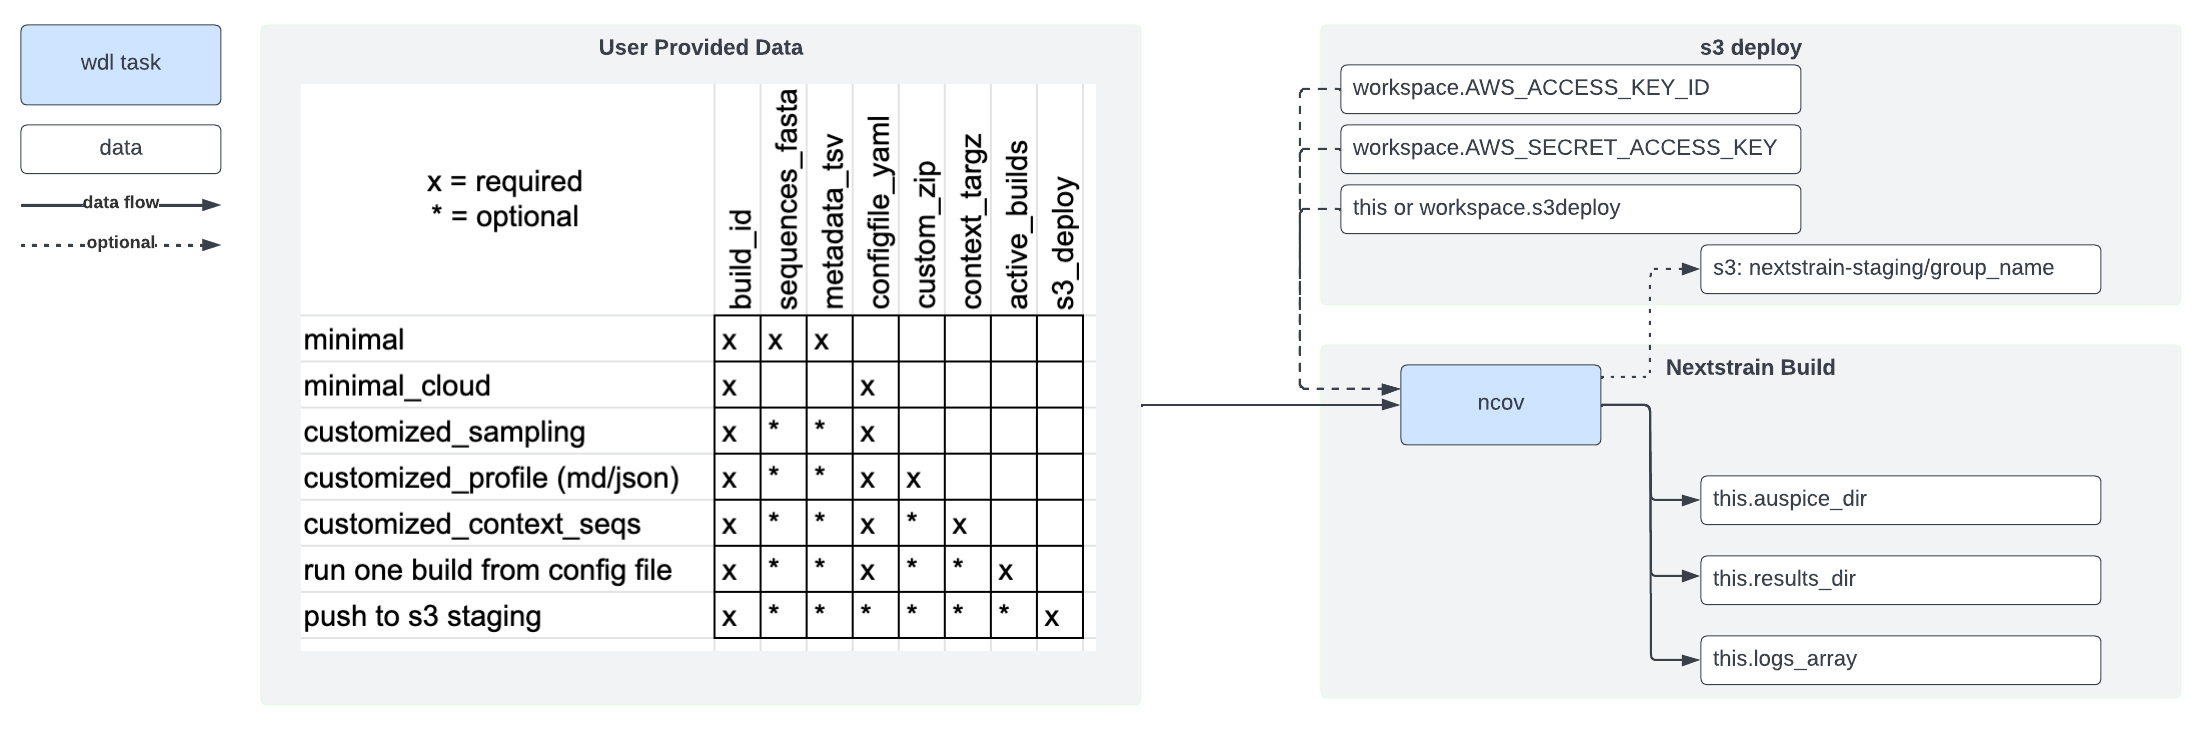 wdl task
data
data flow
optional
User Provided Data
x = required
* = optional
build_id
sequences_fasta
metadata_tsv
configfile_yaml
custom_zip
context_targz
active_builds
s3_deploy
minimal x x x
minimal_cloud x x
customized_sampling x * * x
customized_profile (md/json) x * * x x
customized_context_seqs x * * x * x
run one build from config file x * * x * * x
push to s3 staging x * * * * * * x
s3 deploy
workspace.AWS_ACCESS_KEY_ID
workspace.AWS_SECRET_ACCESS_KEY
this or workspace.s3deploy
s3: nextstrain-staging/group_name
Nextstrain Build
ncov
this.auspice_dir
this.results_dir
this.logs_array